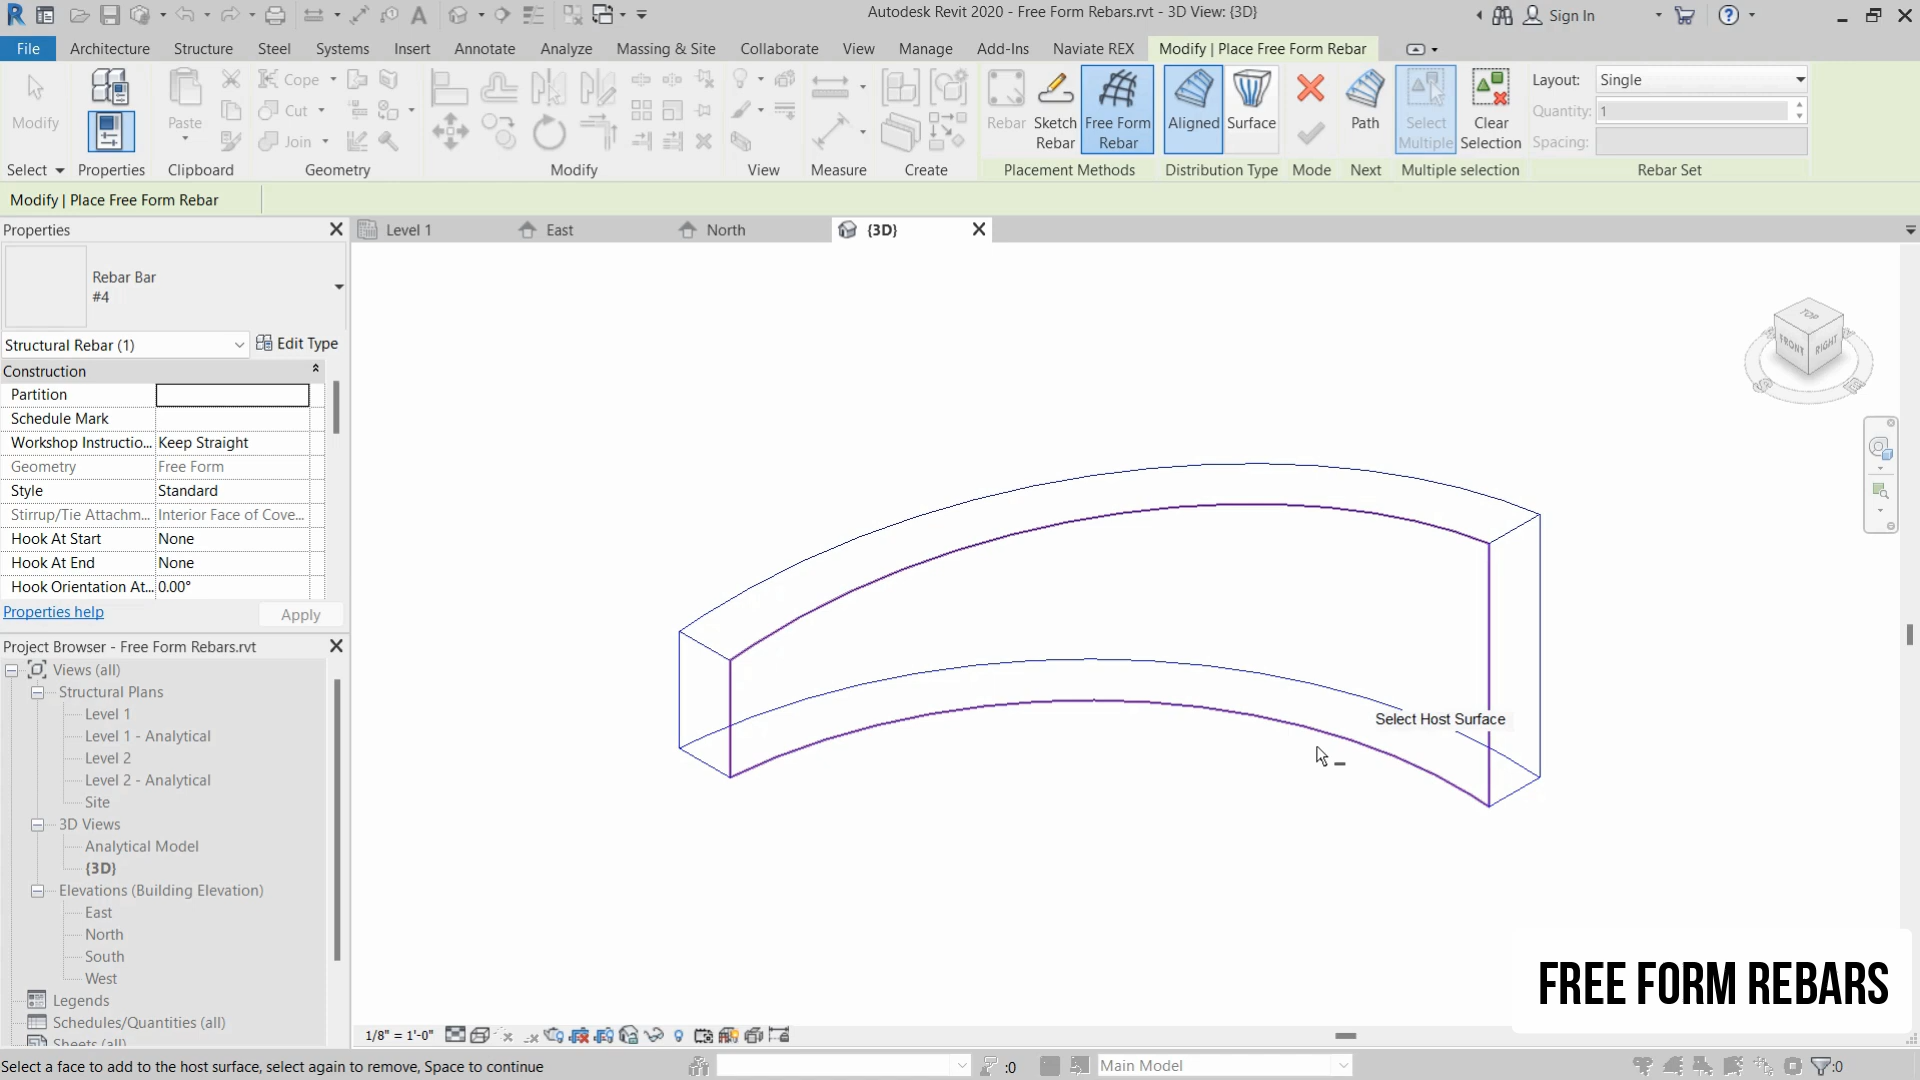 Autodesk Revit 2020 - Free Form Rebars.rvt - 3D View: {3D}
Sign In
File
Architecture
Structure
Steel
Systems
Insert
Annotate
Analyze
Massing & Site
Collaborate
View
Manage
Add-Ins
Naviate REX
Modify | Place Free Form Rebar
Modify
Paste
Cope
Cut
Join
Rebar
Sketch
Rebar
Free Form
Rebar
Aligned
Surface
Path
Select
Multiple
Clear
Selection
Layout:
Single
Quantity:
1
Spacing:
Select
Properties
Clipboard
Geometry
Modify
View
Measure
Create
Placement Methods
Distribution Type
Mode
Next
Multiple selection
Rebar Set
Modify | Place Free Form Rebar
Properties
Rebar Bar
#4
Structural Rebar (1)
Edit Type
Construction
Partition
Schedule Mark
Workshop Instructio...
Keep Straight
Geometry
Free Form
Style
Standard
Stirrup/Tie Attachm...
Interior Face of Cove...
Hook At Start
None
Hook At End
None
Hook Orientation At...
0.00°
Properties help
Apply
Project Browser - Free Form Rebars.rvt
Views (all)
Structural Plans
Level 1
Level 1 - Analytical
Level 2
Level 2 - Analytical
Site
3D Views
Analytical Model
{3D}
Elevations (Building Elevation)
East
North
South
West
Legends
Schedules/Quantities (all)
Sheets (all)
Level 1
East
North
{3D}
TOP
FRONT
RIGHT
Select Host Surface
FREE FORM REBARS
1/8" = 1'-0"
Select a face to add to the host surface, select again to remove, Space to continue
:0
Main Model
:0